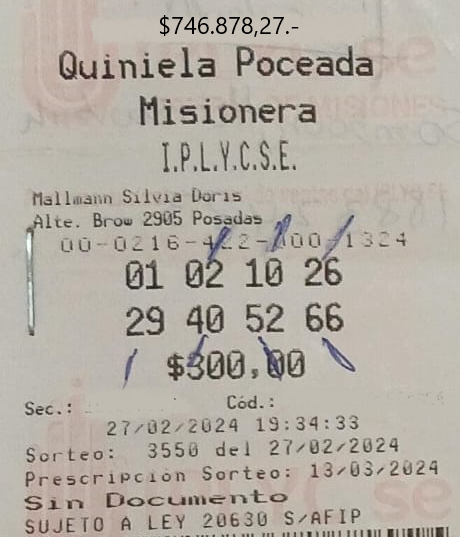 $746.878,27.-
Quiniela Poceada
Misionera
I.P.L.Y.C.S.E.
Mallmann Silvia Doris
Alte. Brow 2905 Posadas
00-0216-422-100 1324
01 02 10 26
29 40 52 66
$300,00
Sec.: Cód.:
27/02/2024 19:34:33
Sorteo: 3550 del 27/02/2024
Prescripción Sorteo: 13/03/2024
Sin Documento
SUJETO A LEY 20630 S/AFIP